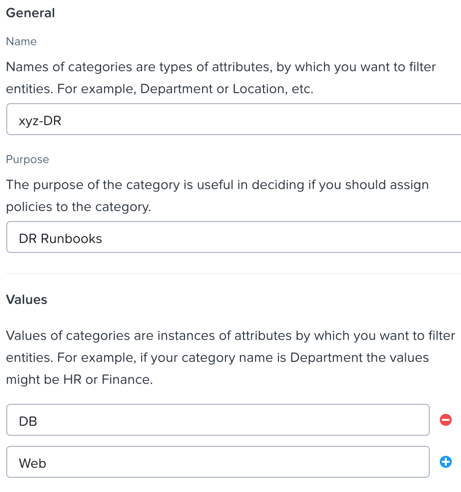 General
Name
Names of categories are types of attributes, by which you want to filter
entities. For example, Department or Location, etc.
xyz-DR
Purpose
The purpose of the category is useful in deciding if you should assign
policies to the category.
DR Runbooks
Values
Values of categories are instances of attributes by which you want to filter
entities. For example, if your category name is Department the values
might be HR or Finance.
DB
Web